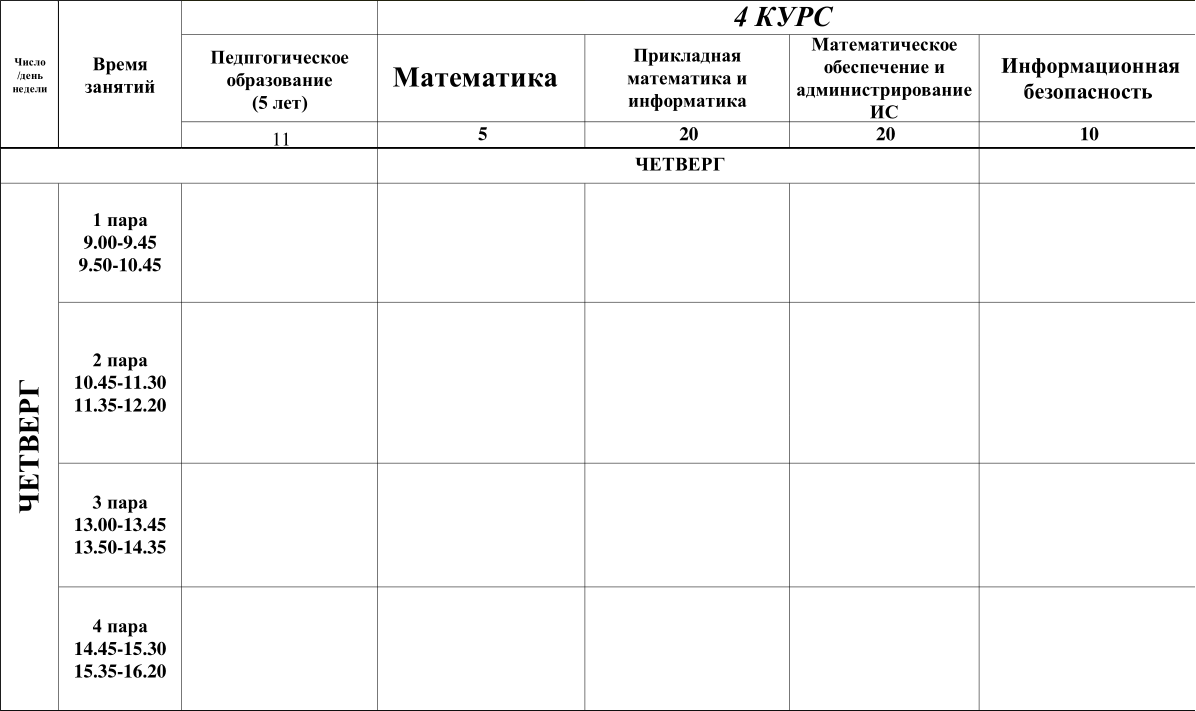 Число
/день
недели
Время
занятий
4 КУРС
Педпгогическое
образование
(5 лет)
Математика
Прикладная
математика и
информатика
Математическое
обеспечение и
администрирование
ИС
Информационная
безопасность
11
5
20
20
10
ЧЕТВЕРГ
ЧЕТВЕРГ
1 пара
9.00-9.45
9.50-10.45
2 пара
10.45-11.30
11.35-12.20
3 пара
13.00-13.45
13.50-14.35
4 пара
14.45-15.30
15.35-16.20